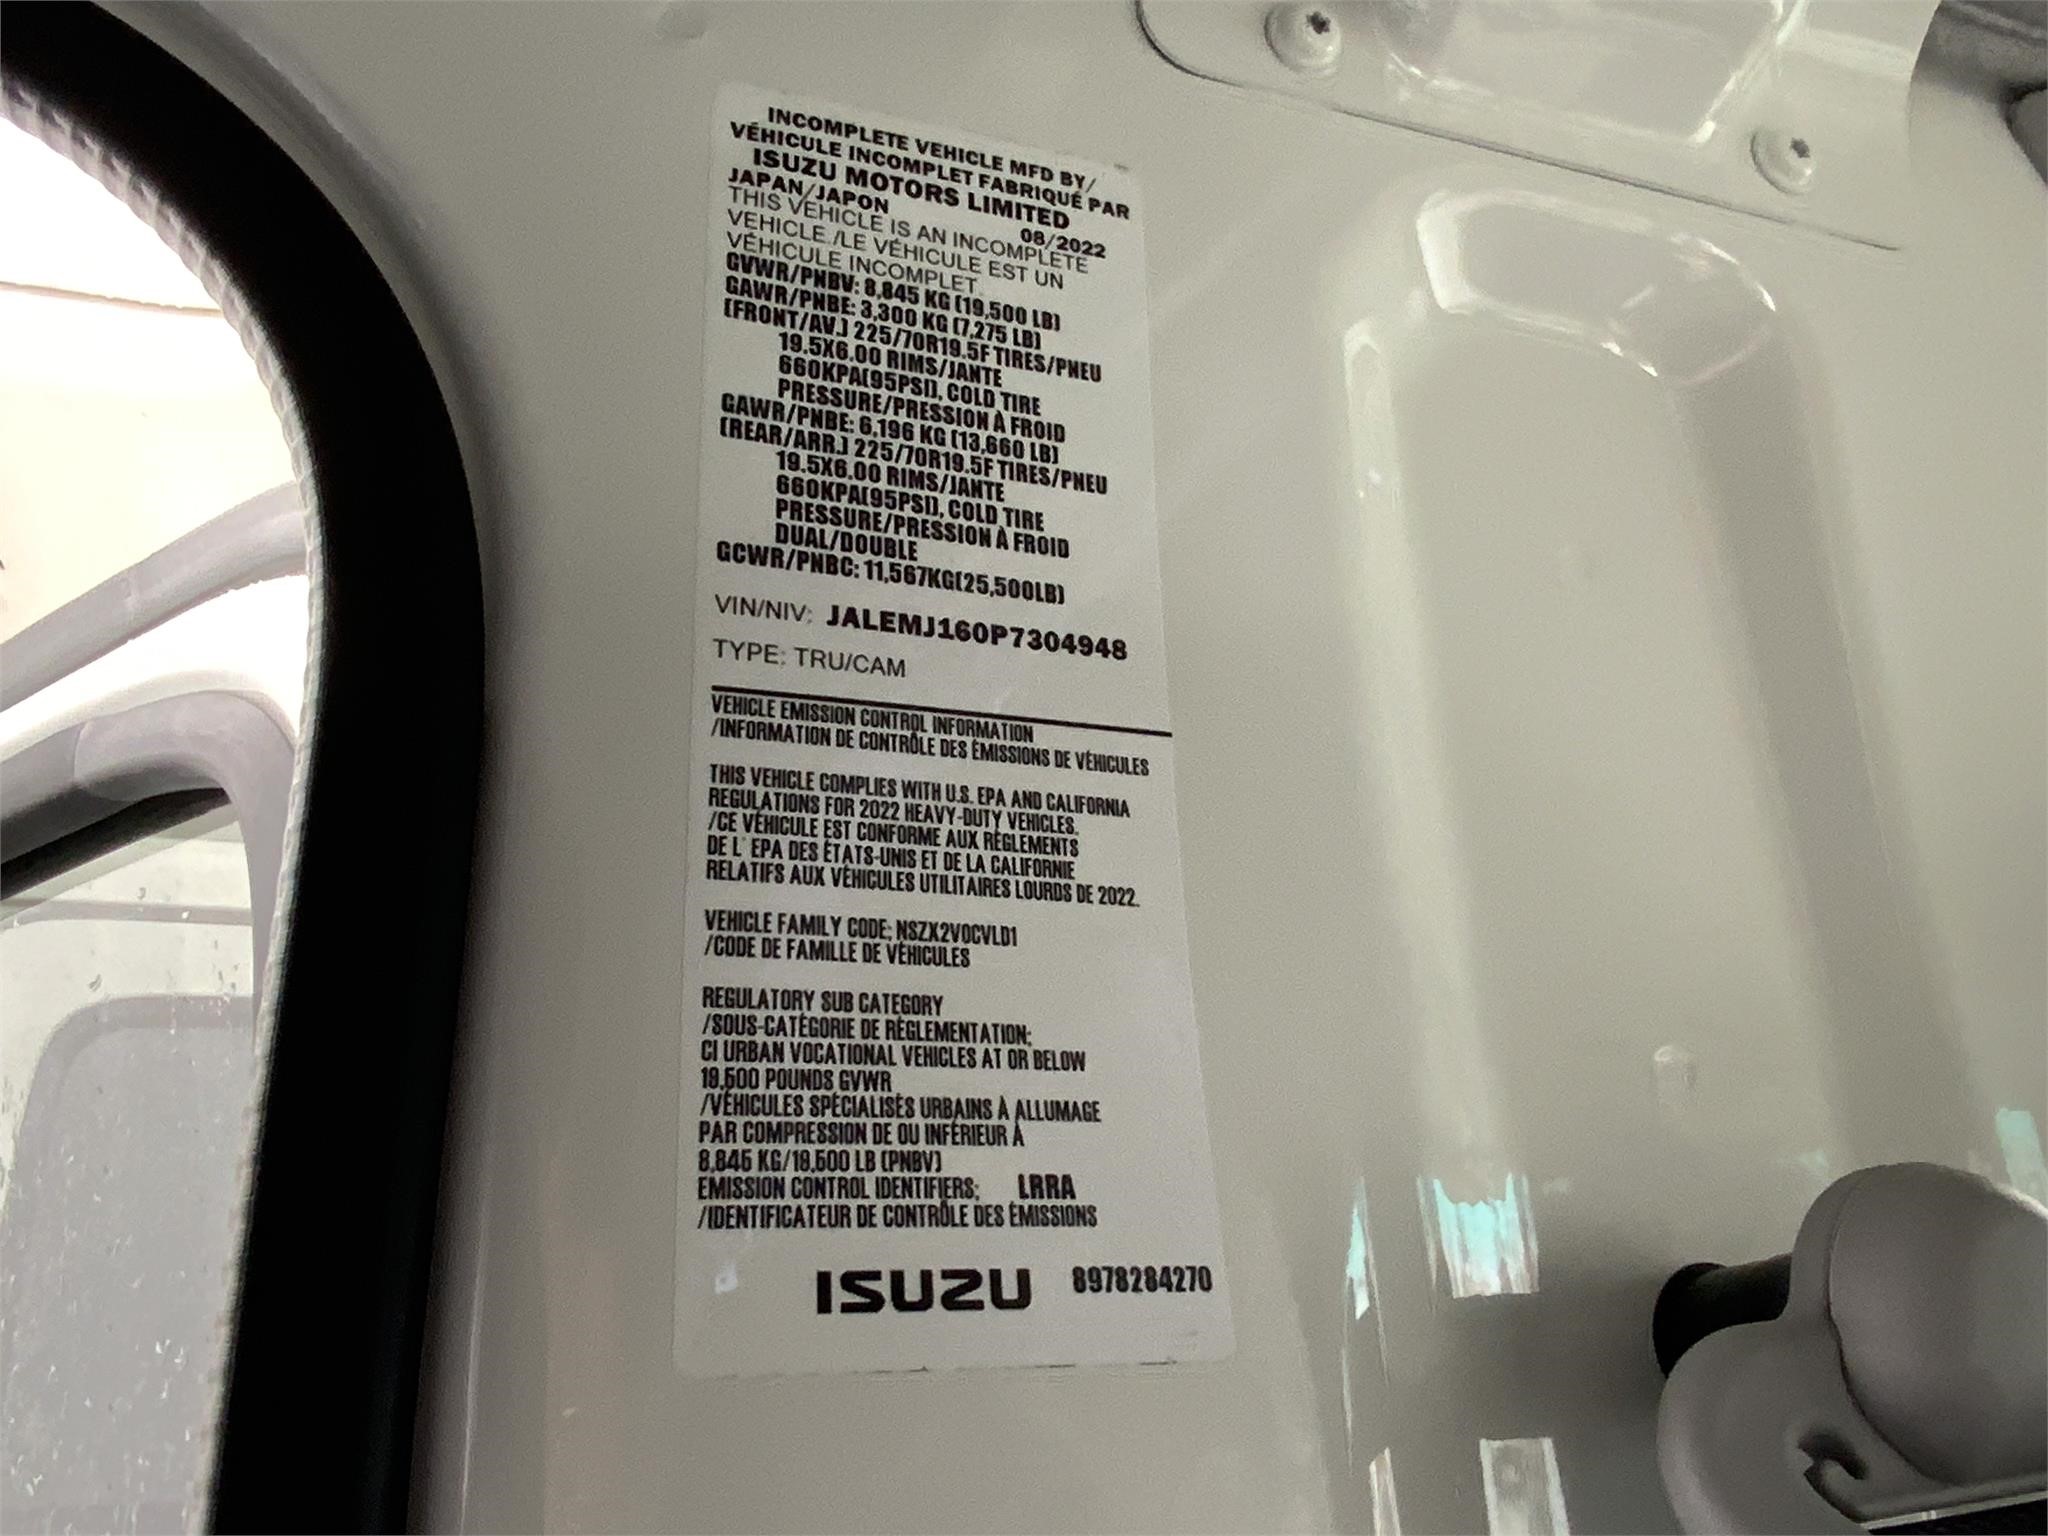 INCOMPLETE VEHICLE MFD BY/
VÉHICULE INCOMPLET FABRIQUÉ PAR
ISUZU MOTORS LIMITED
JAPAN/JAPON 08/2022
THIS VEHICLE IS AN INCOMPLETE
VEHICLE./LE VÉHICULE EST UN
VÉHICULE INCOMPLET.
GVWR/PNBV: 8,845 KG (19,500 LB)
GAWR/PNBE: 3,300 KG (7,275 LB)
(FRONT/AV.) 225/70R19.5F TIRES/PNEU
19.5X6.00 RIMS/JANTE
660KPA(95PSI), COLD TIRE
PRESSURE/PRESSION À FROID
GAWR/PNBE: 6,196 KG (13,660 LB)
(REAR/ARR.) 225/70R19.5F TIRES/PNEU
19.5X6.00 RIMS/JANTE
660KPA(95PSI), COLD TIRE
PRESSURE/PRESSION À FROID
DUAL/DOUBLE
GCWR/PNBC: 11,567KG(25,500LB)
VIN/NIV: JALEMJ160P7304948
TYPE: TRU/CAM
VEHICLE EMISSION CONTROL INFORMATION
/INFORMATION DE CONTRÔLE DES ÉMISSIONS DE VÉHICULES
THIS VEHICLE COMPLIES WITH U.S. EPA AND CALIFORNIA
REGULATIONS FOR 2022 HEAVY-DUTY VEHICLES.
/CE VÉHICULE EST CONFORME AUX RÈGLEMENTS
DE L' EPA DES ÉTATS-UNIS ET DE LA CALIFORNIE
RELATIFS AUX VÉHICULES UTILITAIRES LOURDS DE 2022.
VEHICLE FAMILY CODE: NSZX2VOCVLD1
/CODE DE FAMILLE DE VÉHICULES
REGULATORY SUB CATEGORY
/SOUS-CATÉGORIE DE RÉGLEMENTATION:
CI URBAN VOCATIONAL VEHICLES AT OR BELOW
19,500 POUNDS GVWR
/VÉHICULES SPÉCIALISÉS URBAINS À ALLUMAGE
PAR COMPRESSION DE OU INFÉRIEUR À
8,845 KG/19,500 LB (PNBV)
EMISSION CONTROL IDENTIFIERS: LRRA
/IDENTIFICATEUR DE CONTRÔLE DES ÉMISSIONS
ISUZU 8978284270